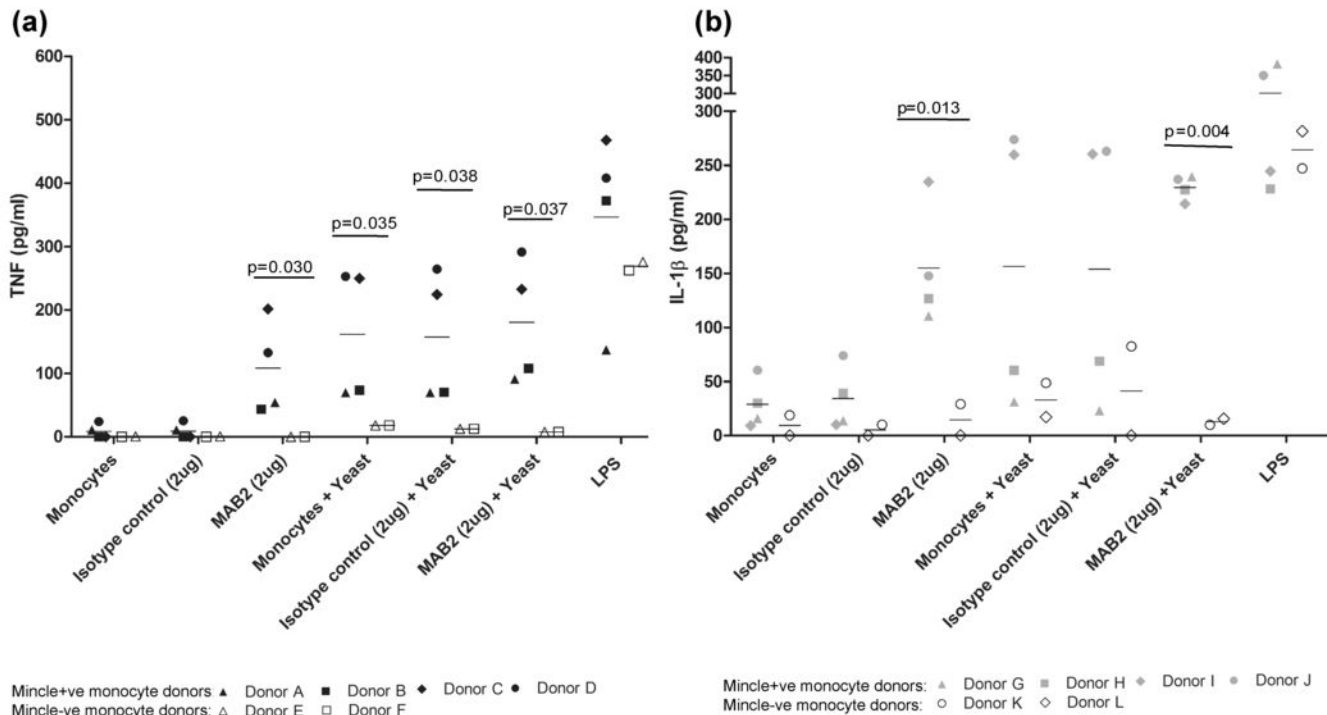 (a)
600
500
400
300
200
100
0
TNF (pg/ml)
p=0.030
p=0.035
p=0.038
p=0.037
Monocytes
Isotype control (2ug)
MAB2 (2ug)
Monocytes + Yeast
Isotype control (2ug) + Yeast
MAB2 (2ug) + Yeast
LPS
Mincle+ve monocyte donors Donor A Donor B Donor C Donor D
Mincle-ve monocyte donors: Donor E Donor F
(b)
400
350
300
300
250
200
150
100
50
0
IL-1β (pg/ml)
p=0.013
p=0.004
Monocytes
Isotype control (2ug)
MAB2 (2ug)
Monocytes + Yeast
Isotype control (2ug) + Yeast
MAB2 (2ug) +Yeast
LPS
Mincle+ve monocyte donors: Donor G Donor H Donor I Donor J
Mincle-ve monocyte donors: Donor K Donor L